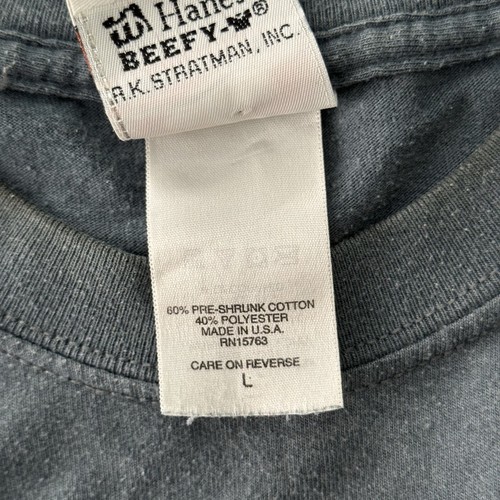 Hanes
BEEFY-T®
R.K. STRATMAN, INC.
60% PRE-SHRUNK COTTON
40% POLYESTER
MADE IN U.S.A.
RN15763
CARE ON REVERSE
L